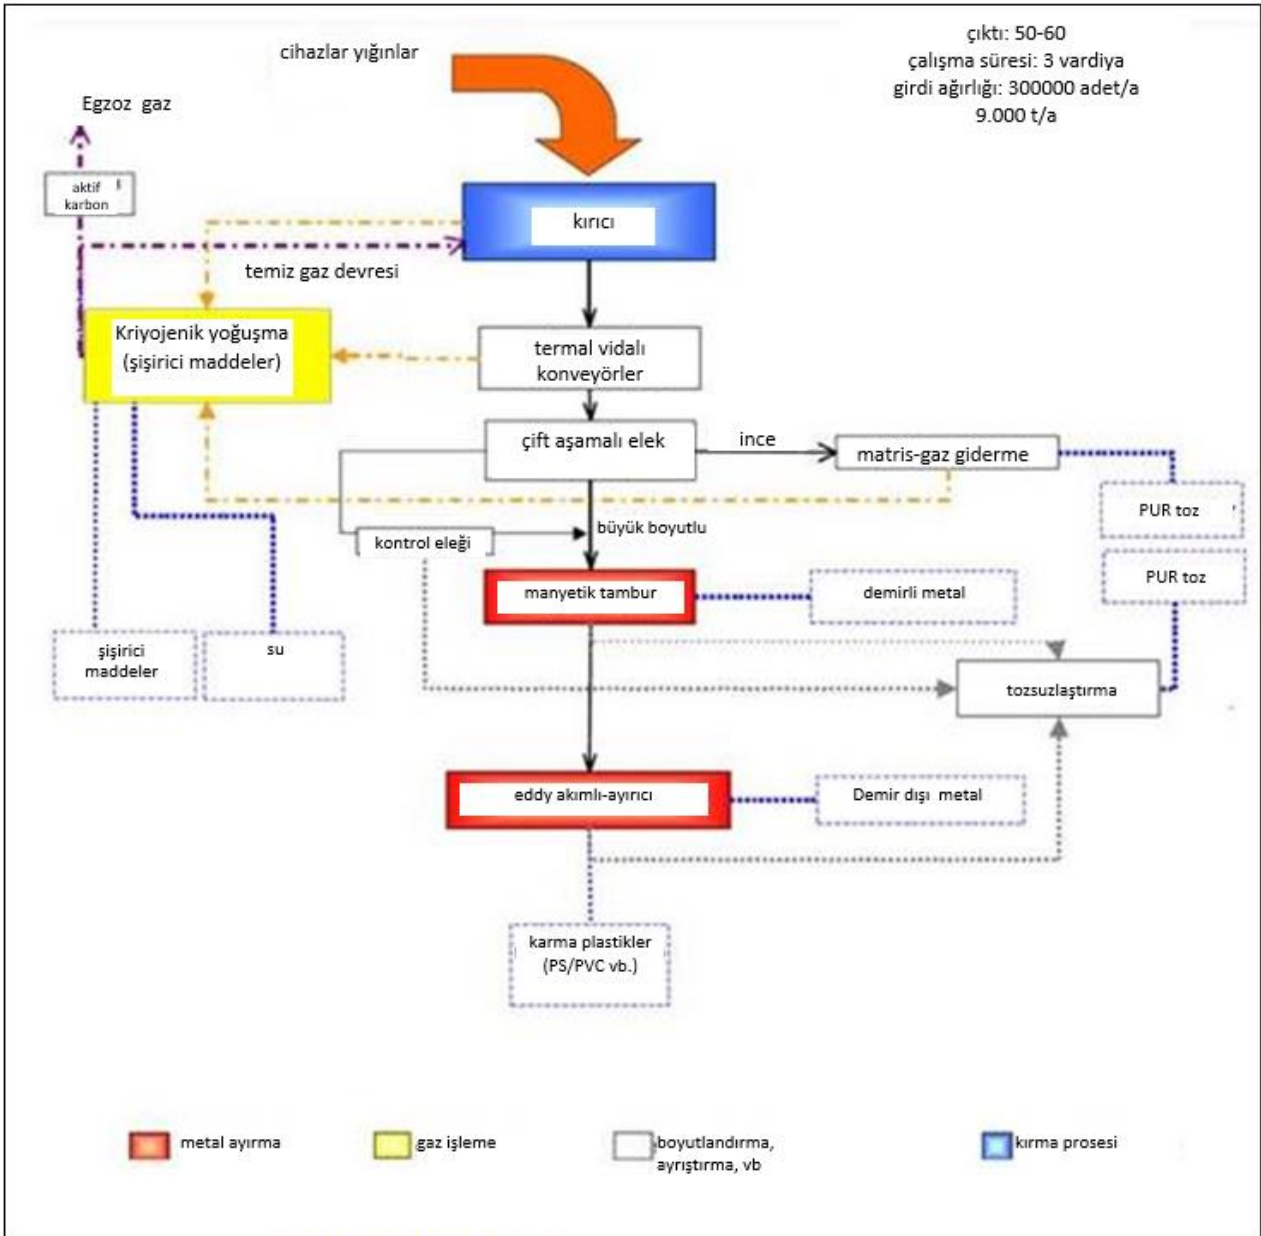 cihazlar yığınlar
çıktı: 50-60
çalışma süresi: 3 vardiya
girdi ağırlığı: 300000 adet/a
9.000 t/a
Egzoz gaz
aktif
karbon
kırıcı
temiz gaz devresi
Kriyojenik yoğuşma
(şişirici maddeler)
termal vidalı
konveyörler
çift aşamalı elek
ince
matris-gaz giderme
PUR toz
büyük boyutlu
kontrol eleği
PUR toz
manyetik tambur
demirli metal
şişirici
maddeler
su
tozsuzlaştırma
eddy akımlı-ayırıcı
Demir dışı metal
karma plastikler
(PS/PVC vb.)
metal ayırma
gaz işleme
boyutlandırma,
ayrıştırma, vb
kırma prosesi